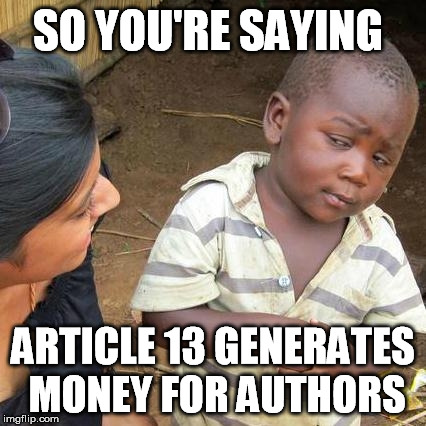 SO YOU'RE SAYING
ARTICLE 13 GENERATES
MONEY FOR AUTHORS
imgflip.com